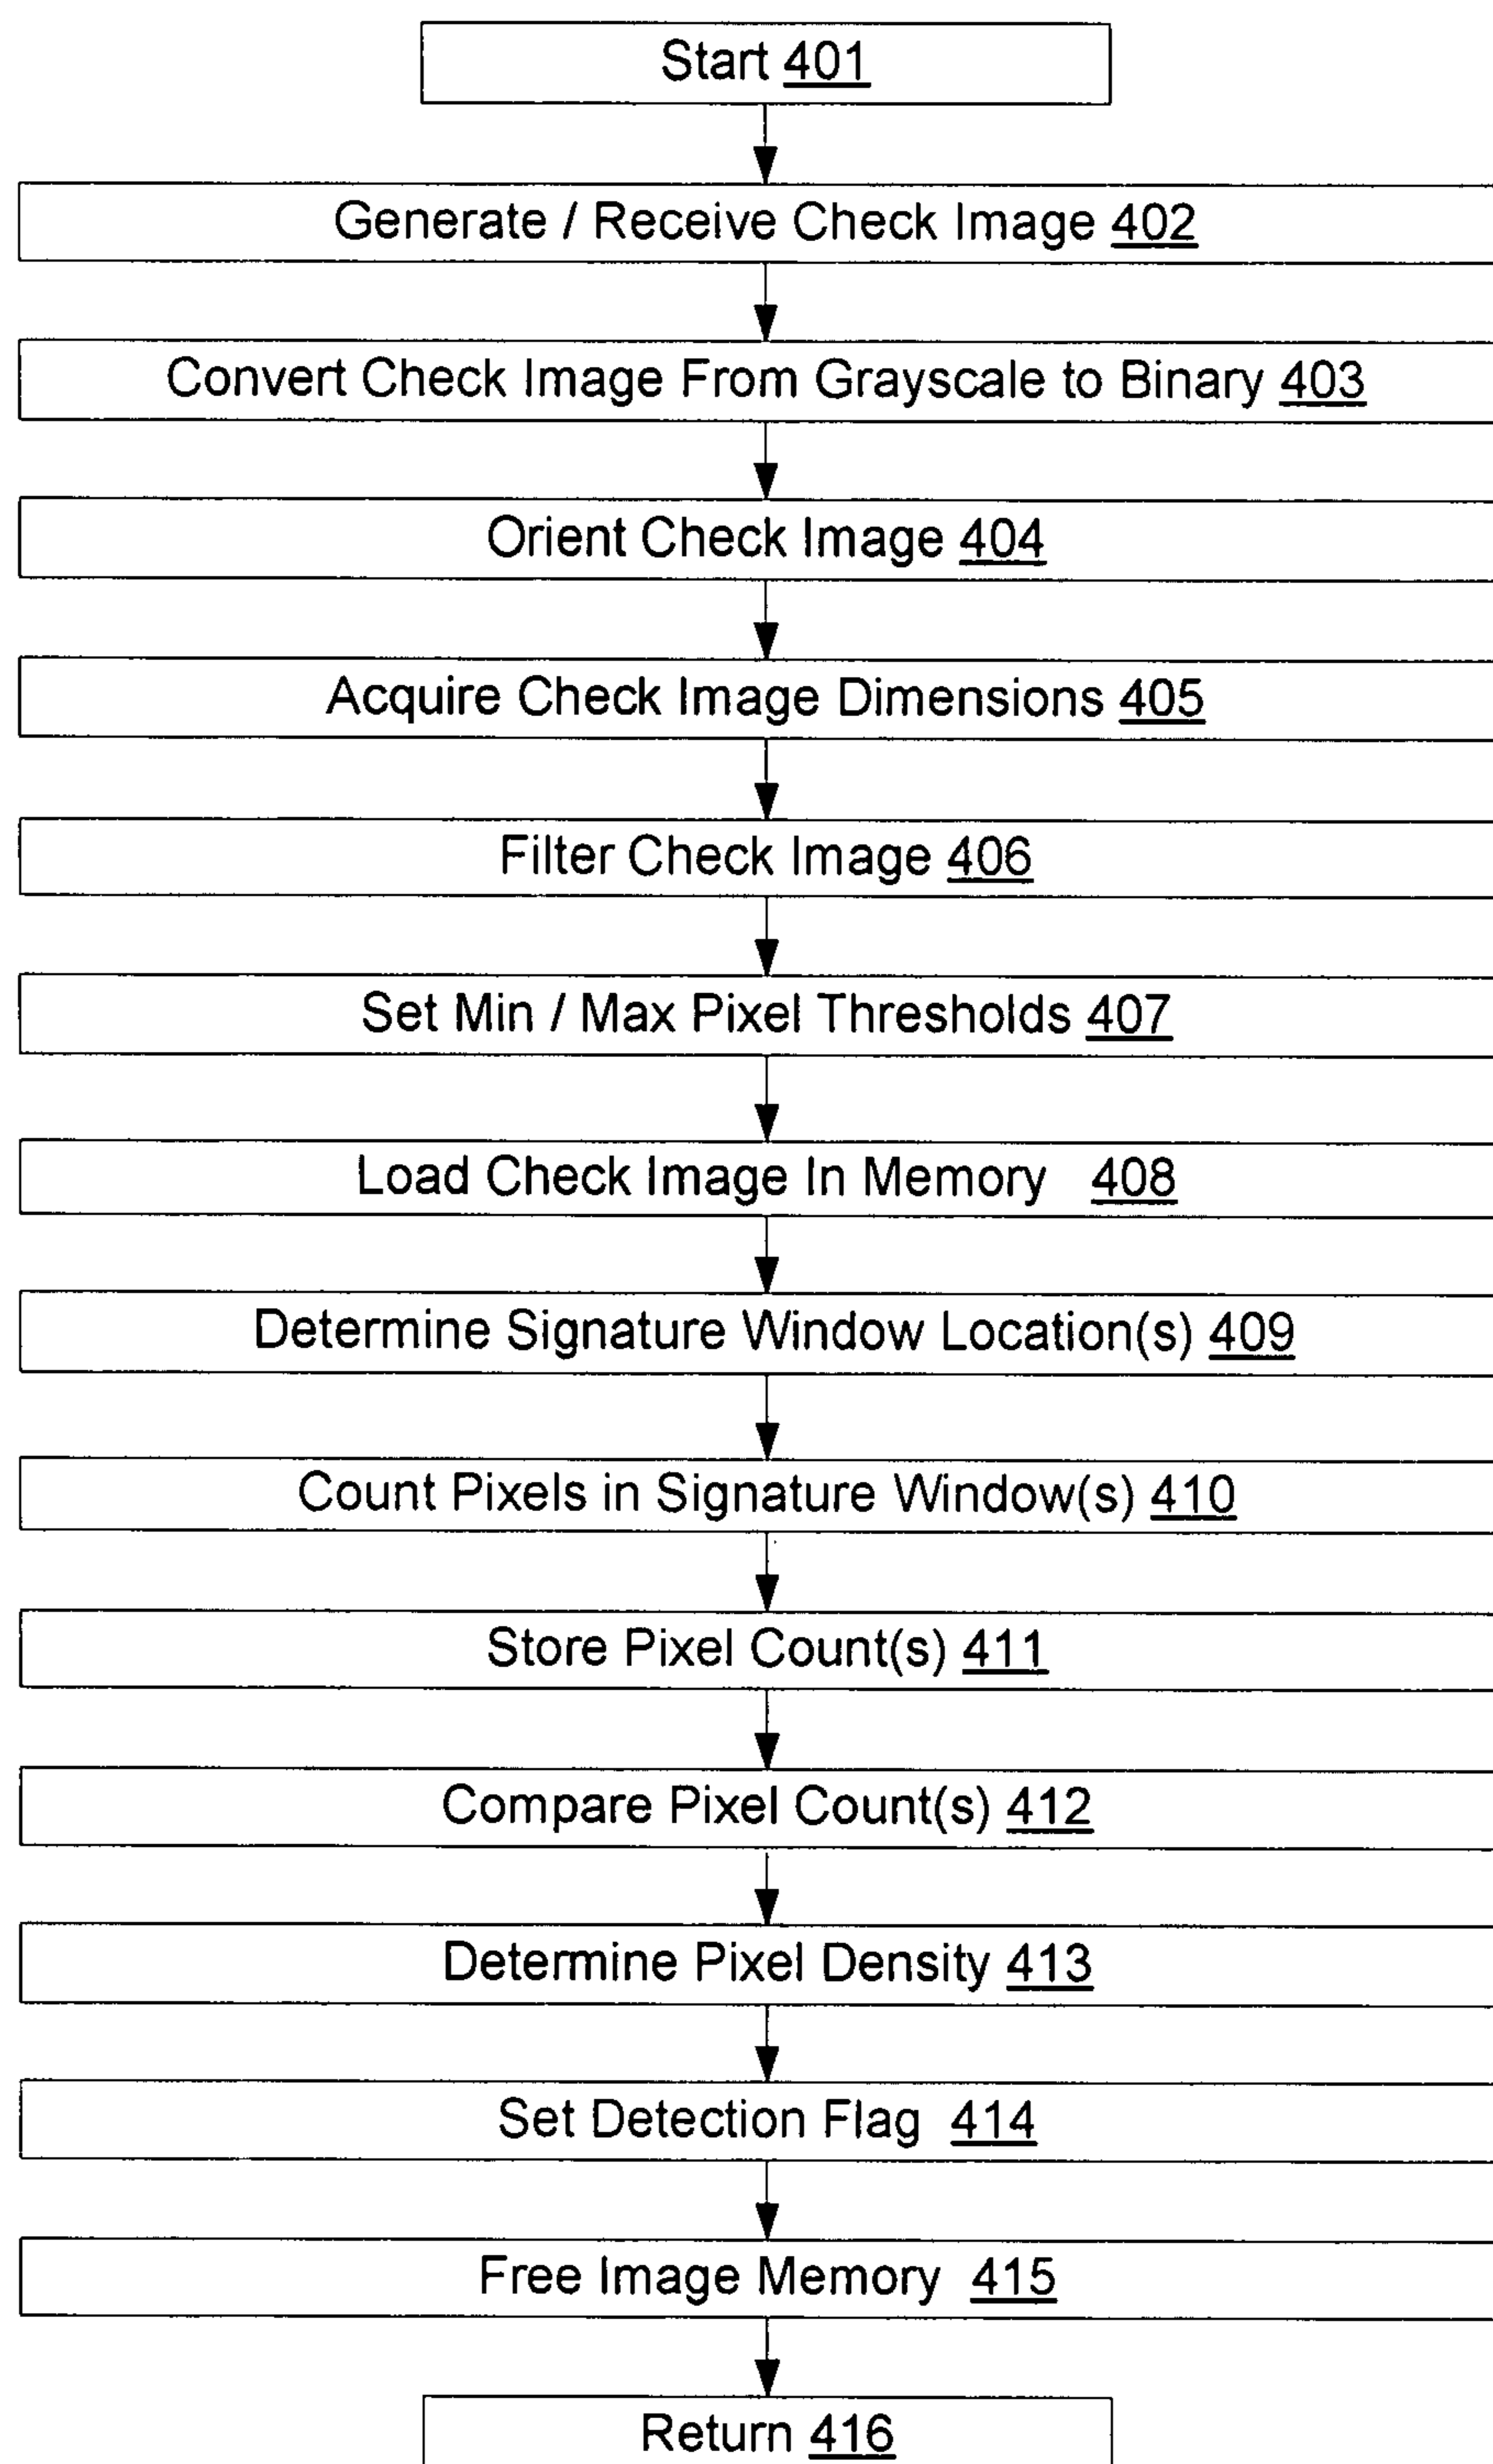 Start 401
Generate / Receive Check Image 402
Convert Check Image From Grayscale to Binary 403
Orient Check Image 404
Acquire Check Image Dimensions 405
Filter Check Image 406
Set Min / Max Pixel Thresholds 407
Load Check Image In Memory 408
Determine Signature Window Location(s) 409
Count Pixels in Signature Window(s) 410
Store Pixel Count(s) 411
Compare Pixel Count(s) 412
Determine Pixel Density 413
Set Detection Flag 414
Free Image Memory 415
Return 416